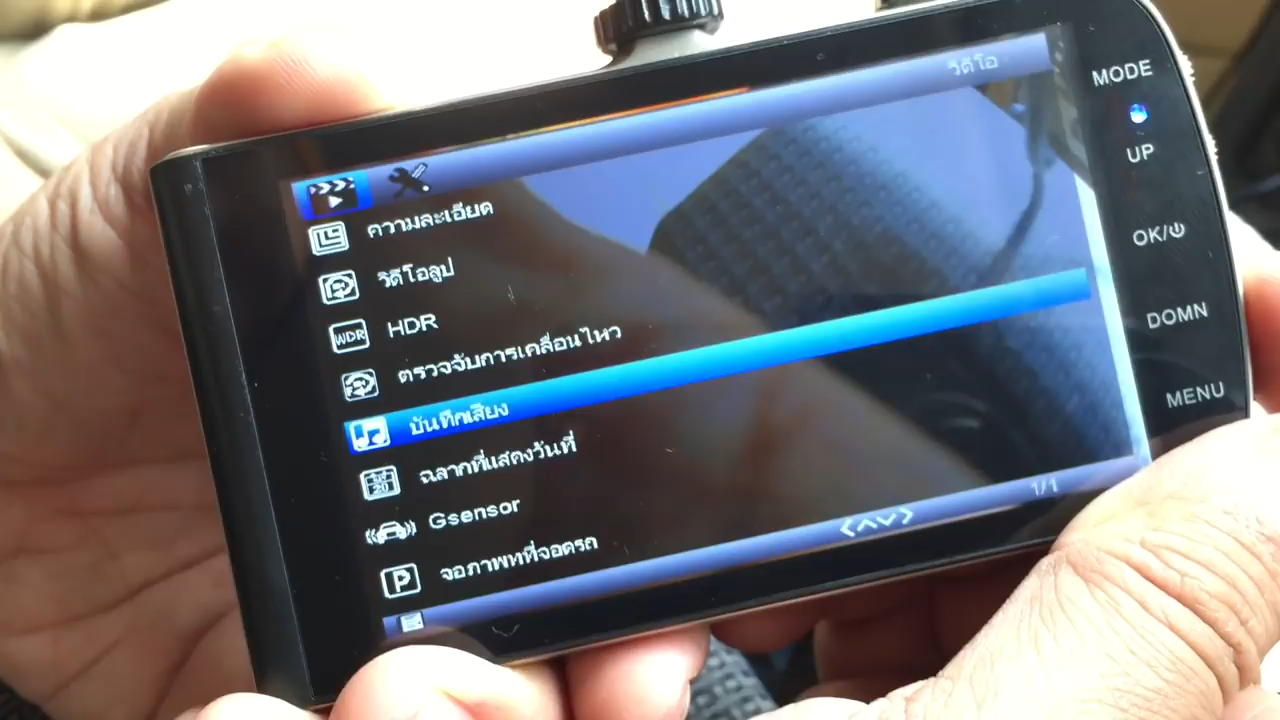 วิดีโอ
ความละเอียด
วิดีโอลูป
WDR HDR
ตรวจจับการเคลื่อนไหว
บันทึกเสียง
20 ฉลากที่แสดงวันที่
Gsensor
P จอภาพทที่จอดรถ
1/1
MODE
UP
OK/
DOMN
MENU